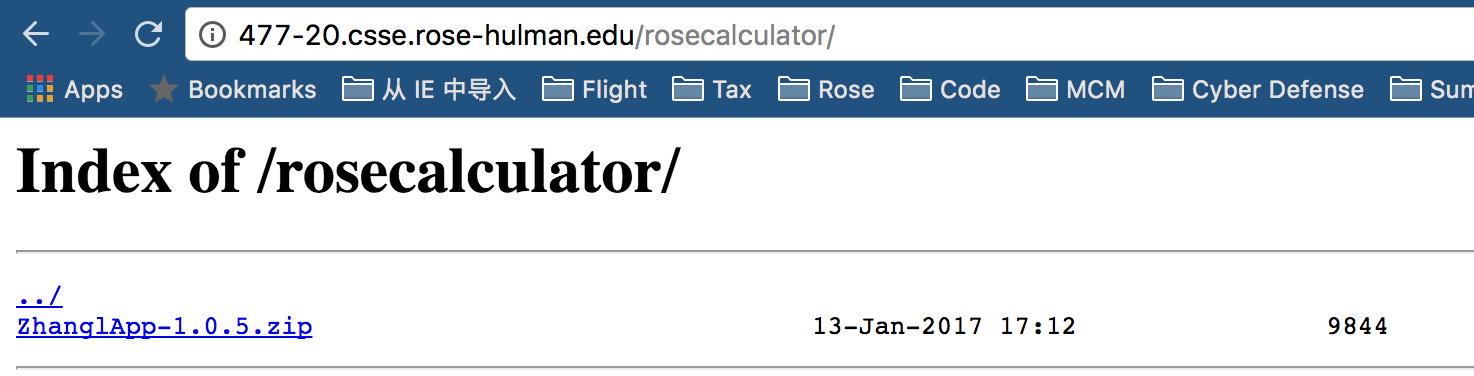 477-20.csse.rose-hulman.edu/rosecalculator/
Apps Bookmarks 从 IE 中导入 Flight Tax Rose Code MCM Cyber Defense Sum
Index of /rosecalculator/
../
ZhanglApp-1.0.5.zip 13-Jan-2017 17:12 9844